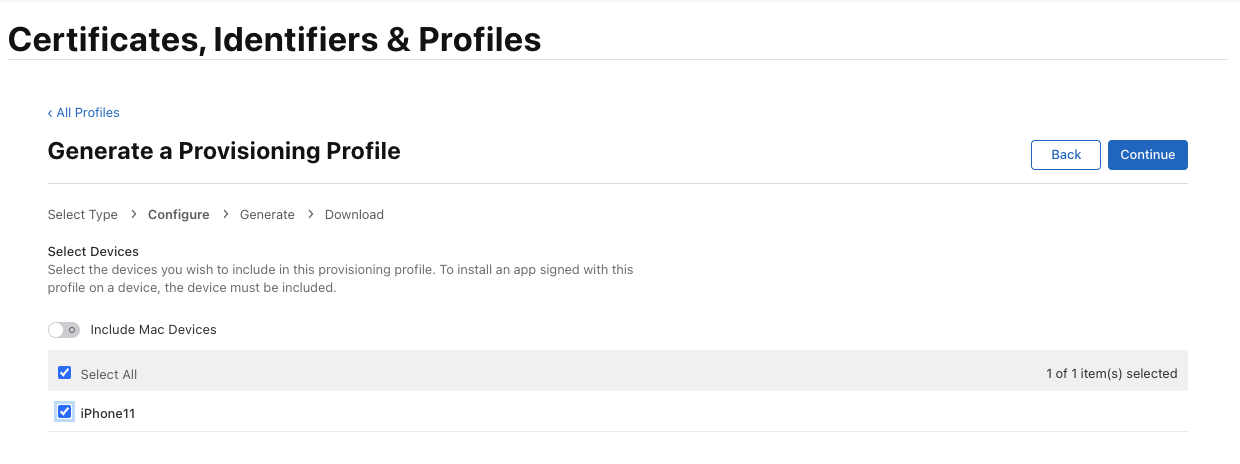 Certificates, Identifiers & Profiles
‹ All Profiles
Generate a Provisioning Profile
Back
Continue
Select Type > Configure > Generate > Download
Select Devices
Select the devices you wish to include in this provisioning profile. To install an app signed with this
profile on a device, the device must be included.
Include Mac Devices
Select All
1 of 1 item(s) selected
iPhone11